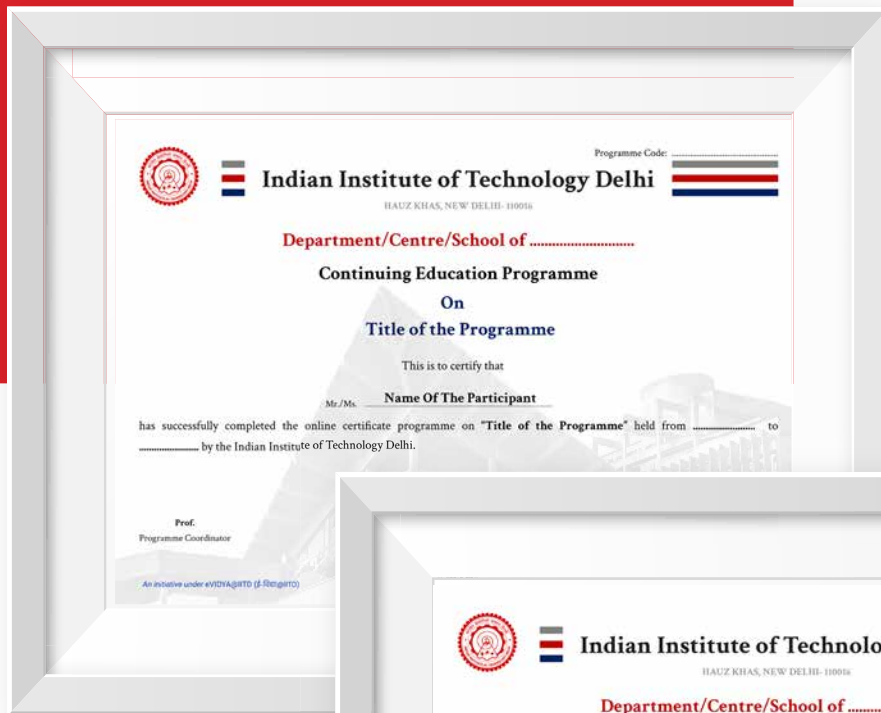 Programme Code: ........................
Indian Institute of Technology Delhi
HAUZ KHAS, NEW DELHI- 110016
Department/Centre/School of ............................
Continuing Education Programme
On
Title of the Programme
This is to certify that
Mr./Ms. Name Of The Participant
has successfully completed the online certificate programme on "Title of the Programme" held from ........................ to
........................ by the Indian Institute of Technology Delhi.
Prof.
Programme Coordinator
An initiative under eVIDYA@IITD
Indian Institute of Technolo
HAUZ KHAS, NEW DELHI- 110016
Department/Centre/School of .........